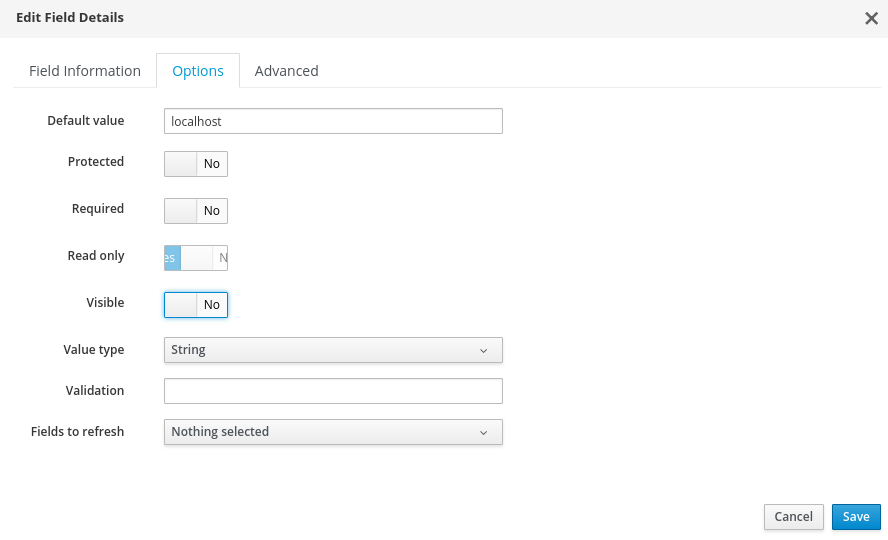 Edit Field Details
Field Information Options Advanced
Default value localhost
Protected No
Required No
Read only es N
Visible No
Value type String
Validation
Fields to refresh Nothing selected
Cancel Save